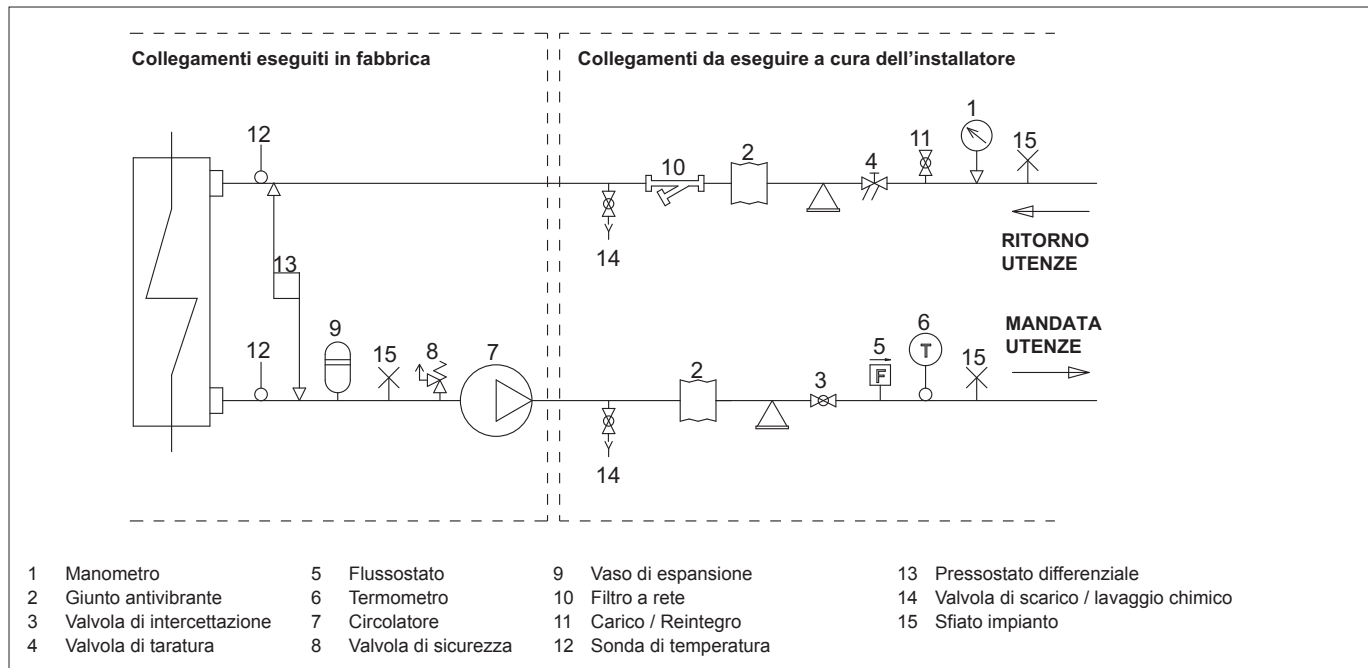 Collegamenti eseguiti in fabbrica
Collegamenti da eseguire a cura dell'installatore
12
10
2
4
11
1
15
14
RITORNO
UTENZE
13
12
9
15
8
7
2
3
5
F
6
T
15
14
MANDATA
UTENZE
1 Manometro
2 Giunto antivibrante
3 Valvola di intercettazione
4 Valvola di taratura
5 Flussostato
6 Termometro
7 Circolatore
8 Valvola di sicurezza
9 Vaso di espansione
10 Filtro a rete
11 Carico / Reintegro
12 Sonda di temperatura
13 Pressostato differenziale
14 Valvola di scarico / lavaggio chimico
15 Sfiato impianto